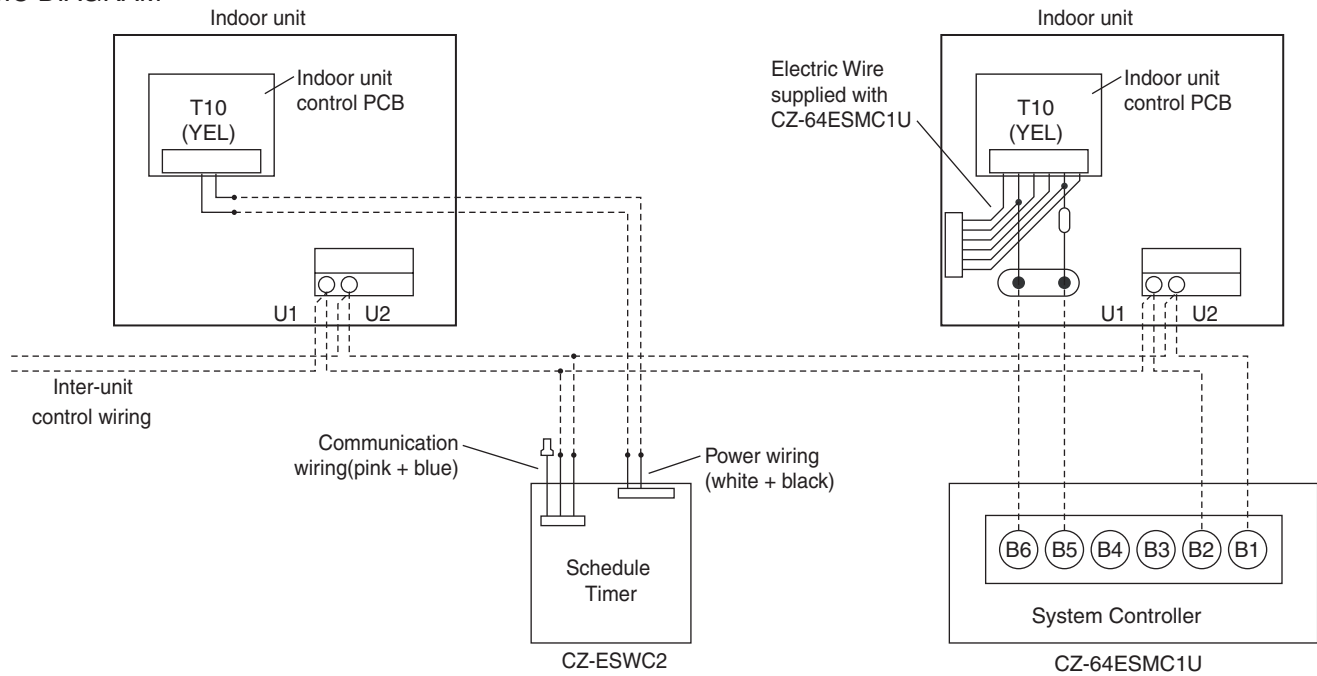 Indoor unit
Indoor unit
control PCB
T10
(YEL)
U1
U2
Inter-unit
control wiring
Communication
wiring(pink + blue)
Power wiring
(white + black)
Schedule
Timer
CZ-ESWC2
Indoor unit
Electric Wire
supplied with
CZ-64ESMC1U
Indoor unit
control PCB
T10
(YEL)
U1
U2
B6 B5 B4 B3 B2 B1
System Controller
CZ-64ESMC1U